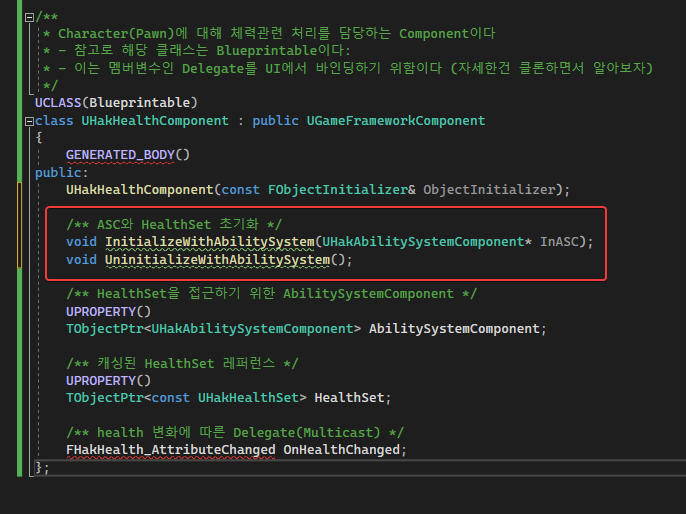 /**
* Character(Pawn)에 대해 체력관련 처리를 담당하는 Component이다
* - 참고로 해당 클래스는 Blueprintable이다:
* - 이는 멤버변수인 Delegate를 UI에서 바인딩하기 위함이다 (자세한건 클론하면서 알아보자)
*/
UCLASS(Blueprintable)
class UHakHealthComponent : public UGameFrameworkComponent
{
GENERATED_BODY()
public:
UHakHealthComponent(const FObjectInitializer& ObjectInitializer);
/** ASC와 HealthSet 초기화 */
void InitializeWithAbilitySystem(UHakAbilitySystemComponent* InASC);
void UninitializeWithAbilitySystem();
/** HealthSet을 접근하기 위한 AbilitySystemComponent */
UPROPERTY()
TObjectPtr<UHakAbilitySystemComponent> AbilitySystemComponent;
/** 캐싱된 HealthSet 레퍼런스 */
UPROPERTY()
TObjectPtr<const UHakHealthSet> HealthSet;
/** health 변화에 따른 Delegate(Multicast) */
FHakHealth_AttributeChanged OnHealthChanged;
};